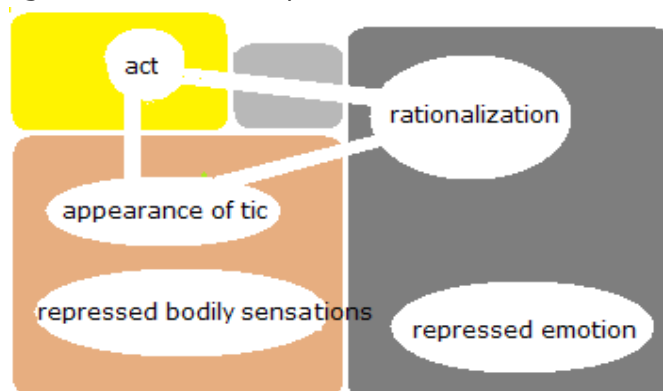 act
rationalization
appearance of tic
repressed bodily sensations
repressed emotion